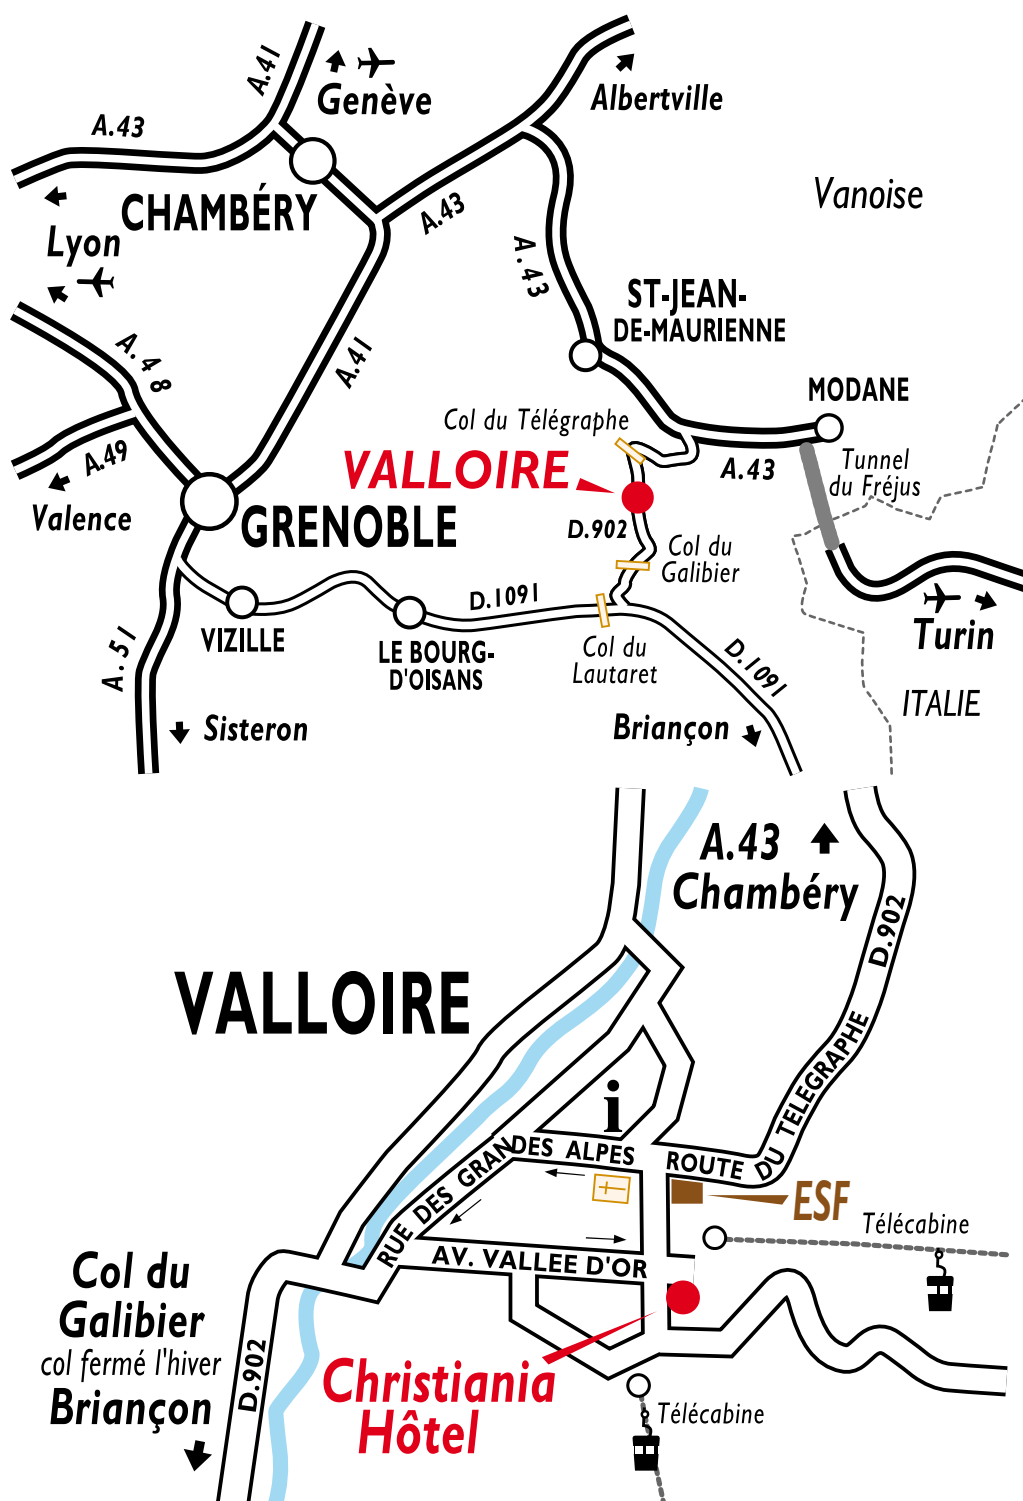 A.41
Genève
Albertville
A.43
CHAMBÉRY
A.43
Vanoise
Lyon
A.43
ST-JEAN-
DE-MAURIENNE
A.48
A.41
MODANE
Col du Télégraphe
A.49
VALLOIRE
A.43
Tunnel
du Fréjus
Valence
GRENOBLE
D.902
Col du
Galibier
D.1091
VIZILLE
LE BOURG-
D'OISANS
Col du
Lautaret
Turin
A.51
D.1091
ITALIE
Sisteron
Briançon
A.43
Chambéry
D.902
VALLOIRE
i
RUE DES GRANDES ALPES
ROUTE DU TELEGRAPHE
ESF
Télécabine
AV. VALLEE D'OR
Col du
Galibier
col fermé l'hiver
Briançon
D.902
Christiania
Hôtel
Télécabine